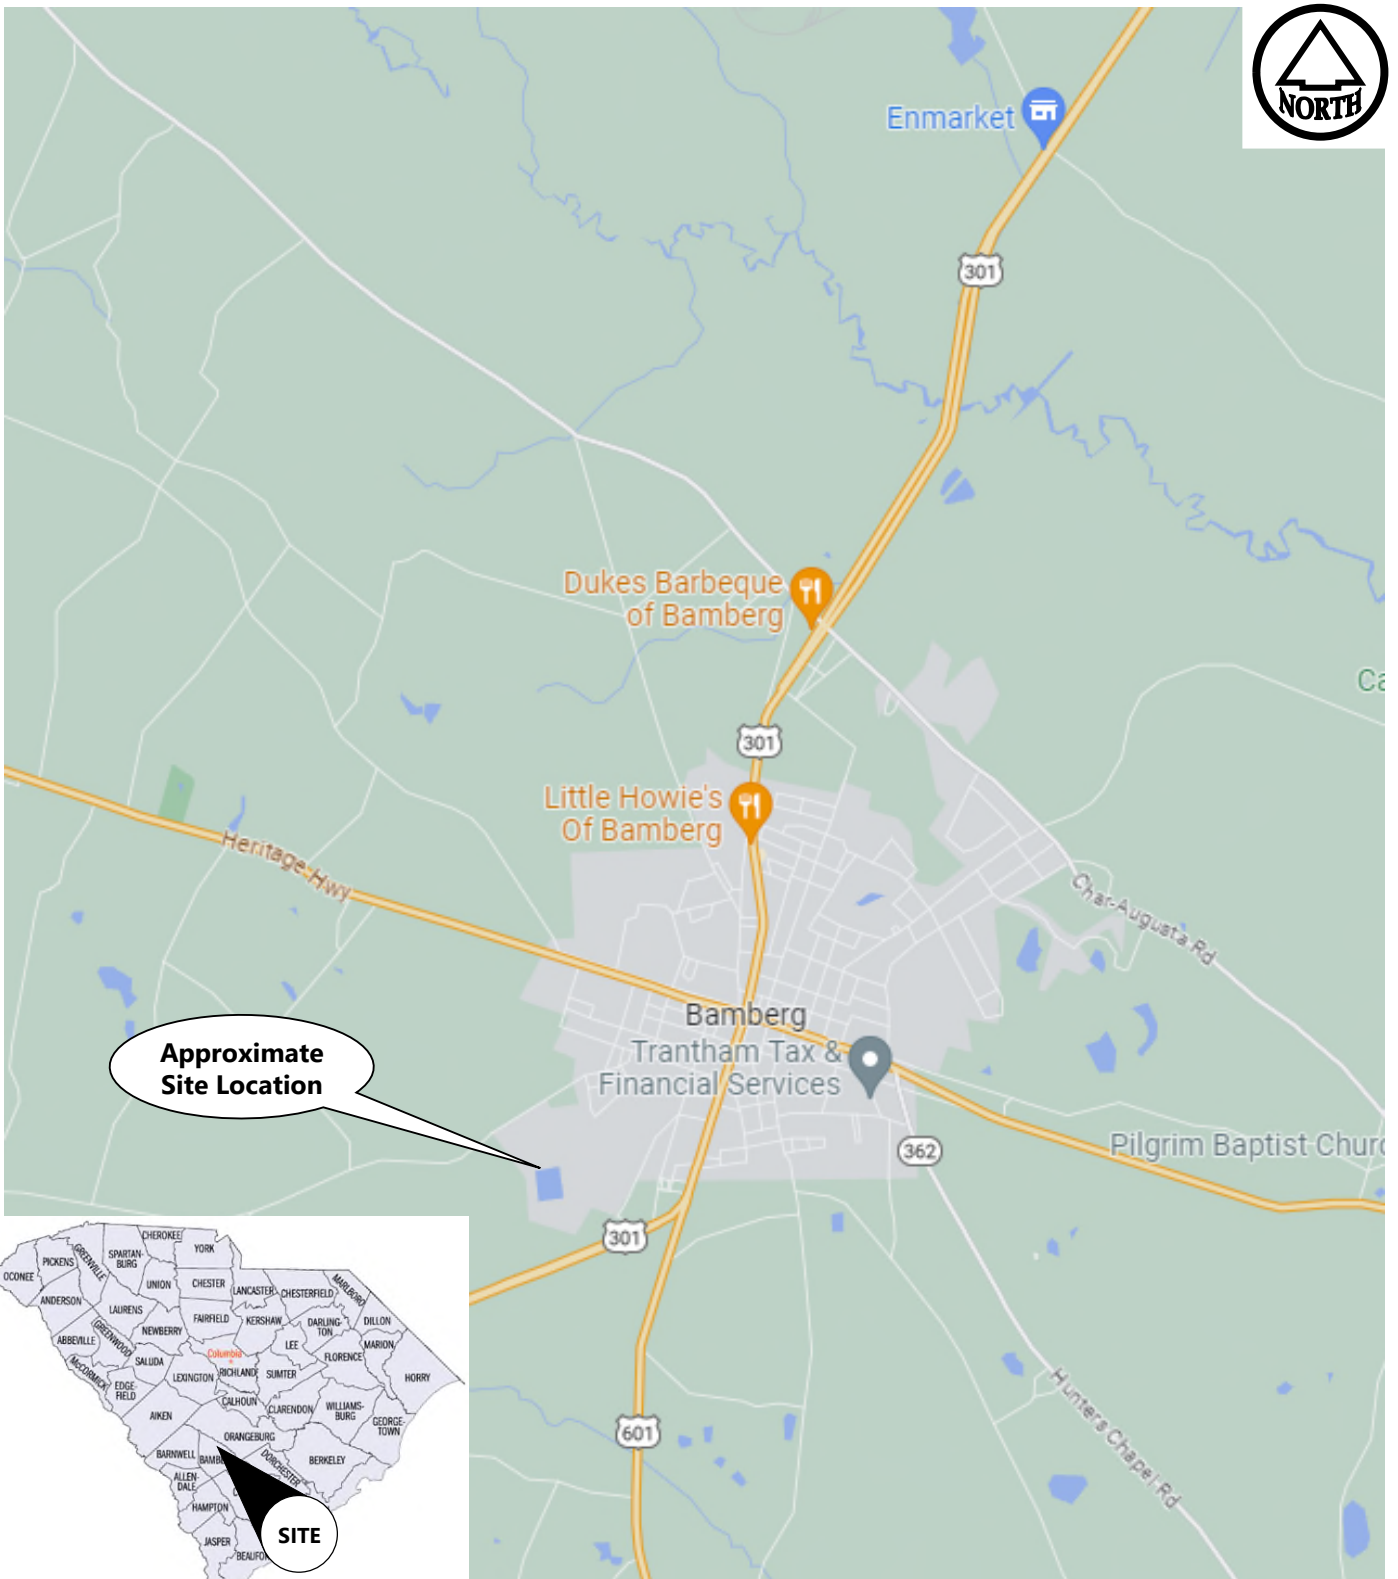 NORTH
Enmarket
301
Dukes Barbeque
of Bamberg
Ca
301
Little Howie's
Of Bamberg
Heritage Hwy
Char-Augusta Rd
Bamberg
Trantham Tax &
Financial Services
Approximate
Site Location
362
Pilgrim Baptist Churc
301
601
Hunters Chapel Rd
CHEROKEE
YORK
SPARTAN-
BURG
GREENVILLE
PICKENS
OCONEE
UNION
CHESTER
LANCASTER
CHESTERFIELD
MARLBORO
ANDERSON
LAURENS
FAIRFIELD
KERSHAW
DARLING-
TON
DILLON
ABBEVILLE
GREENWOOD
NEWBERRY
LEE
MARION
Columbia
FLORENCE
McCORMICK
SALUDA
LEXINGTON
RICHLAND
SUMTER
HORRY
EDGE-
FIELD
CALHOUN
CLARENDON
WILLIAMS-
BURG
AIKEN
GEORGE-
TOWN
ORANGEBURG
BARNWELL
BAMBE
DORCHESTER
BERKELEY
ALLEN-
DALE
HAMPTON
SITE
JASPER
BEAUFO